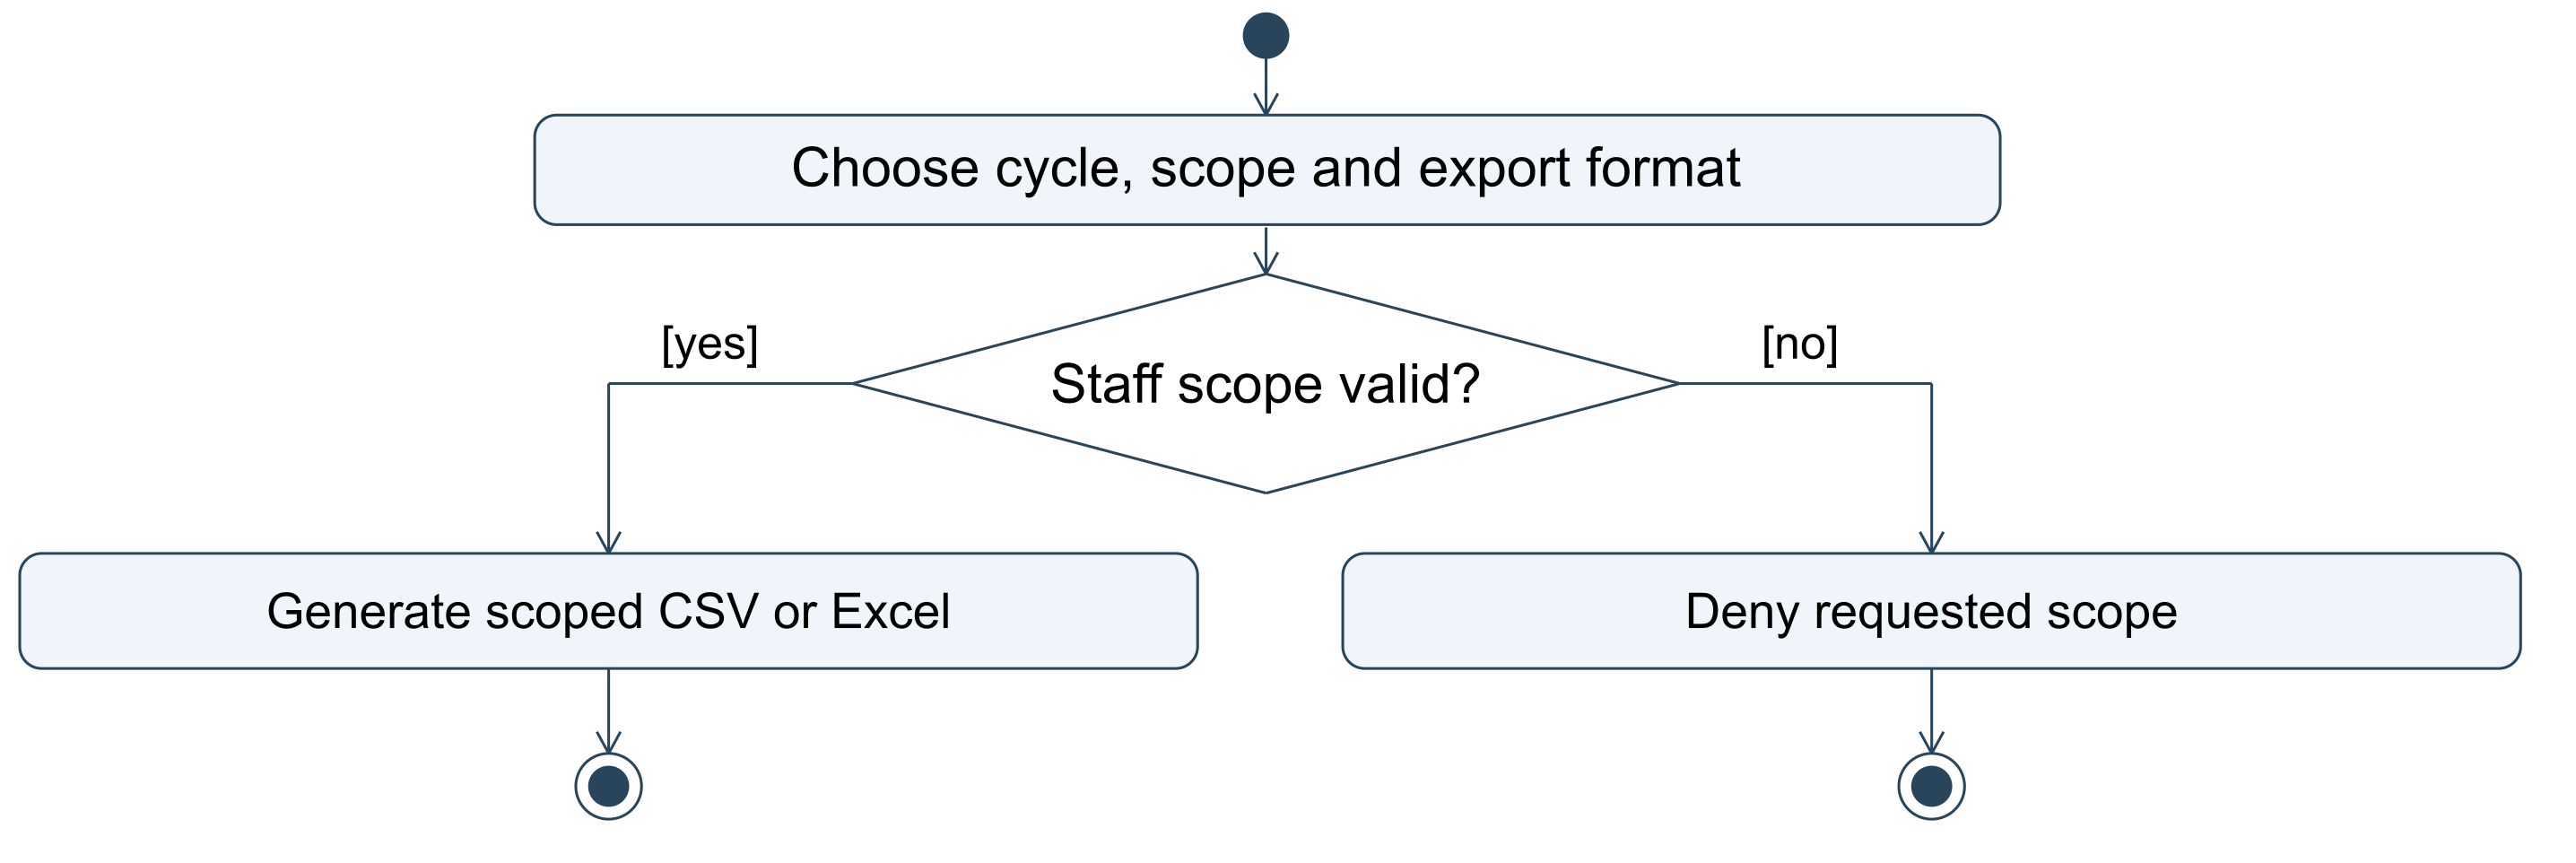 Choose cycle, scope and export format
[yes]
[no]
Staff scope valid?
Generate scoped CSV or Excel
Deny requested scope